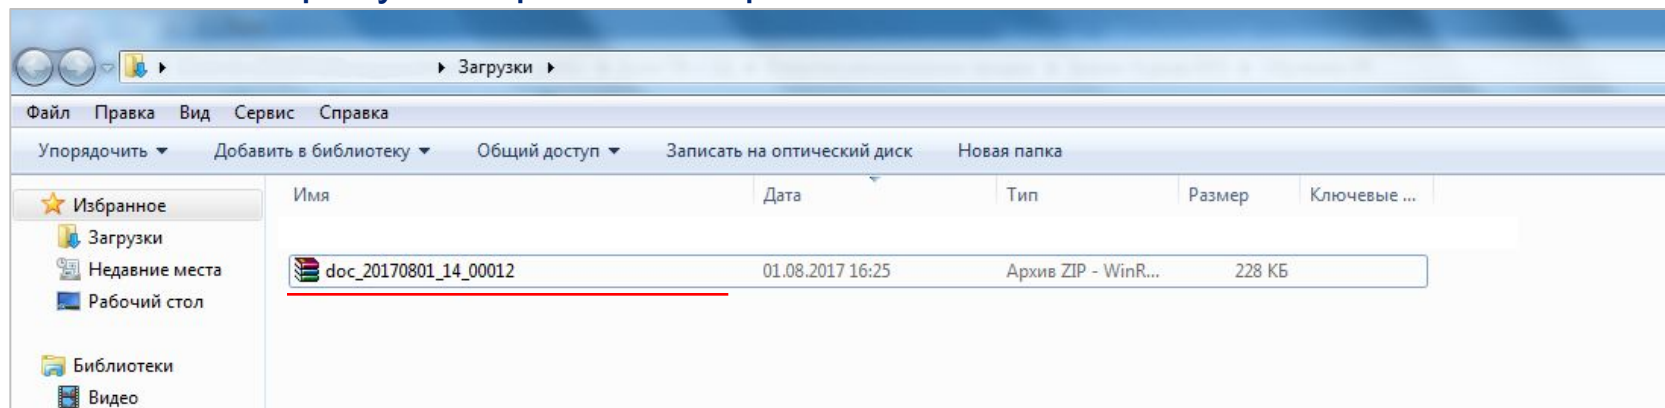 Загрузки
Файл Правка Вид Сервис Справка
Упорядочить Добавить в библиотеку Общий доступ Записать на оптический диск Новая папка
Имя Дата Тип Размер Ключевые ...
Избранное
Загрузки
Недавние места
Рабочий стол
Библиотеки
Видео
doc_20170801_14_00012 01.08.2017 16:25 Архив ZIP - WinR... 228 КБ